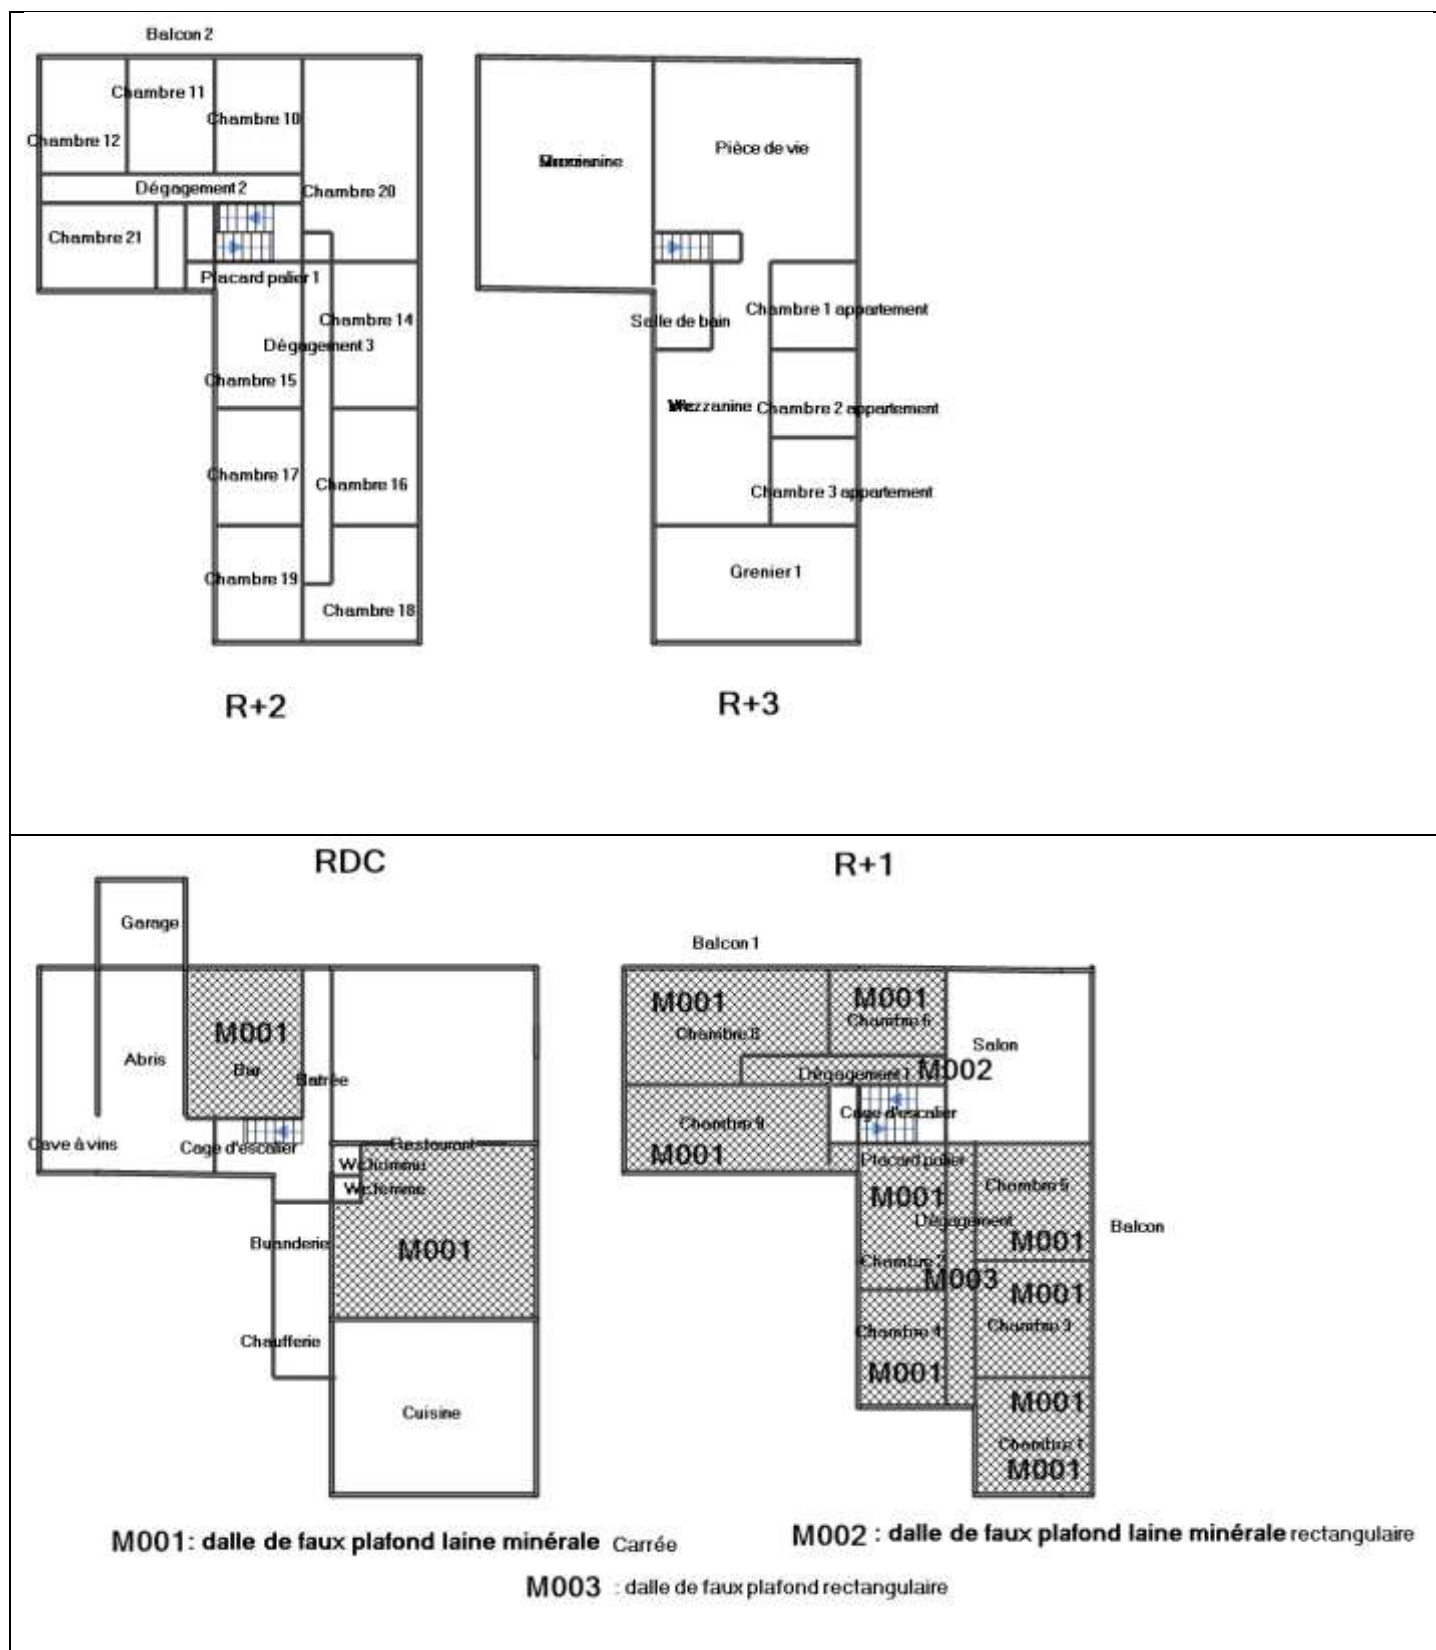 Balcon 2
Chambre 11
Chambre 10
Chambre 12
Pièce de vie
Dégagement 2
Chambre 20
Chambre 21
Placard palier 1
Chambre 14
Chambre 1 appartement
Salle de bain
Dégagement 3
Chambre 15
Chambre 2 appartement
Chambre 17
Chambre 16
Chambre 3 appartement
Chambre 19
Grenier 1
Chambre 18
R+2
R+3
RDC
R+1
Garage
Balcon 1
M001
M001
M001
Chambre 6
M001
Chambre 8
Salon
Abris
Bar
Dégagement 1
M002
Cage d'escalier
Chambre 9
Cave à vins
Cage d'escalier
Restaurant
M001
Wc homme
Placard palier
Wc femme
M001
Chambre 5
Dégagement
Balcon
Buanderie
M001
M001
Chambre 2
M003
M001
Chaufferie
Chambre 4
Chambre 3
M001
M001
Cuisine
Chambre 1
M001
M001: dalle de faux plafond laine minérale Carrée
M002 : dalle de faux plafond laine minérale rectangulaire
M003 : dalle de faux plafond rectangulaire